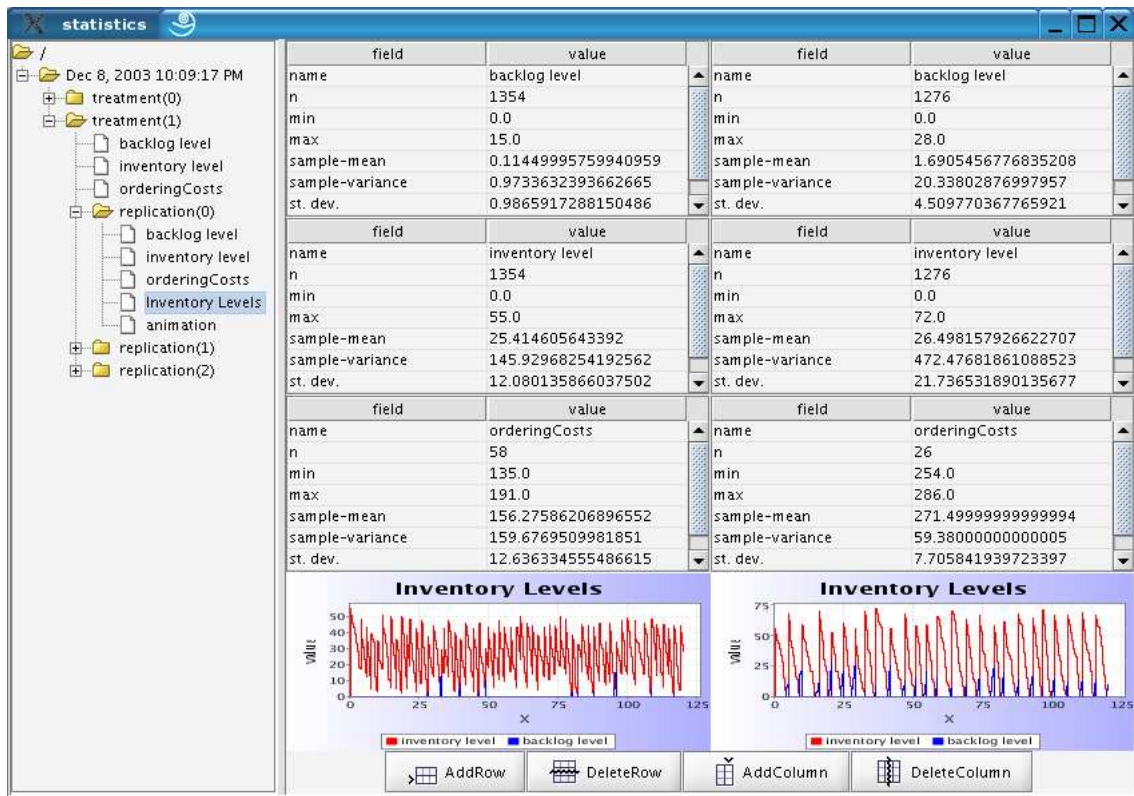 statistics
/
Dec 8, 2003 10:09:17 PM
treatment(0)
treatment(1)
backlog level
inventory level
orderingCosts
replication(0)
backlog level
inventory level
orderingCosts
Inventory Levels
animation
replication(1)
replication(2)
field value
name backlog level
n 1354
min 0.0
max 15.0
sample-mean 0.11449995759940959
sample-variance 0.9733632393662665
st. dev. 0.9865917288150486
field value
name backlog level
n 1276
min 0.0
max 28.0
sample-mean 1.6905456776835208
sample-variance 20.33802876997957
st. dev. 4.509770367765921
field value
name inventory level
n 1354
min 0.0
max 55.0
sample-mean 25.414605643392
sample-variance 145.92968254192562
st. dev. 12.080135866037502
field value
name inventory level
n 1276
min 0.0
max 72.0
sample-mean 26.498157926622707
sample-variance 472.47681861088523
st. dev. 21.736531890135677
field value
name orderingCosts
n 58
min 135.0
max 191.0
sample-mean 156.27586206896552
sample-variance 159.6769509981851
st. dev. 12.636334555486615
field value
name orderingCosts
n 26
min 254.0
max 286.0
sample-mean 271.49999999999994
sample-variance 59.38000000000005
st. dev. 7.705841939723397
Inventory Levels
value
50
40
30
20
10
0
0 25 50 75 100 125
X
inventory level backlog level
Inventory Levels
value
75
50
25
0
0 25 50 75 100 125
X
inventory level backlog level
AddRow DeleteRow AddColumn DeleteColumn